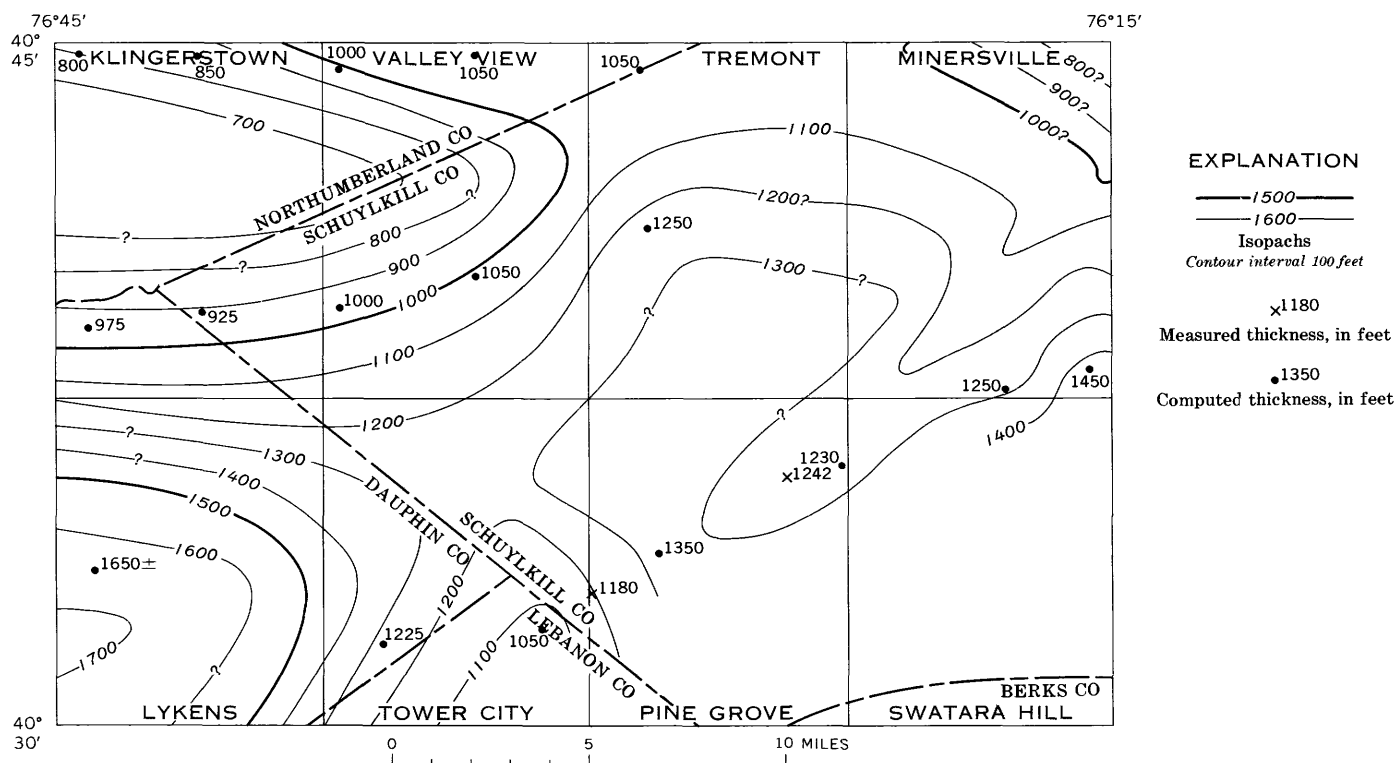 76°45′
76°15′
40°
45′
KLINGERSTOWN
VALLEY VIEW
TREMONT
MINERSVILLE
800
850
1000
1050
1050
800?
900?
1000?
700
NORTHUMBERLAND CO
SCHUYLKILL CO
1100
1200?
?
800
900
1000
?
?
1250
1050
1000
925
975
1300
?
?
1100
1250
1450
1400
1200
?
?
1300
1400
1500
?
1230
1242
DAUPHIN CO
SCHUYLKILL CO
1600
1650±
1350
1180
1200
1225
1050
LEBANON CO
1100
1700
?
BERKS CO
LYKENS
TOWER CITY
PINE GROVE
SWATARA HILL
40°
30′
0 5 10 MILES
EXPLANATION
1500
1600
Isopachs
Contour interval 100 feet
1180
Measured thickness, in feet
1350
Computed thickness, in feet